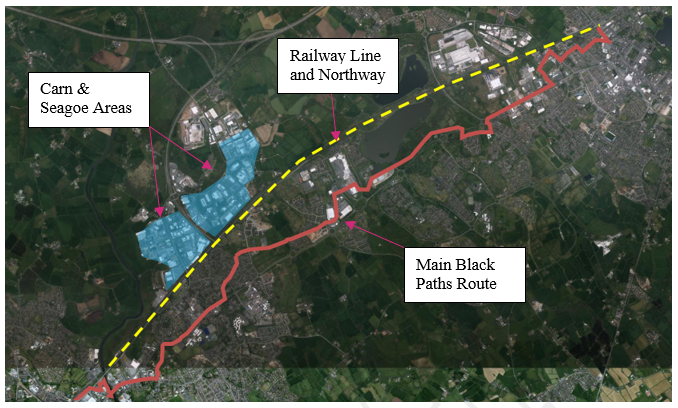 Railway Line
and Northway
Carn &
Seagoe Areas
Main Black
Paths Route